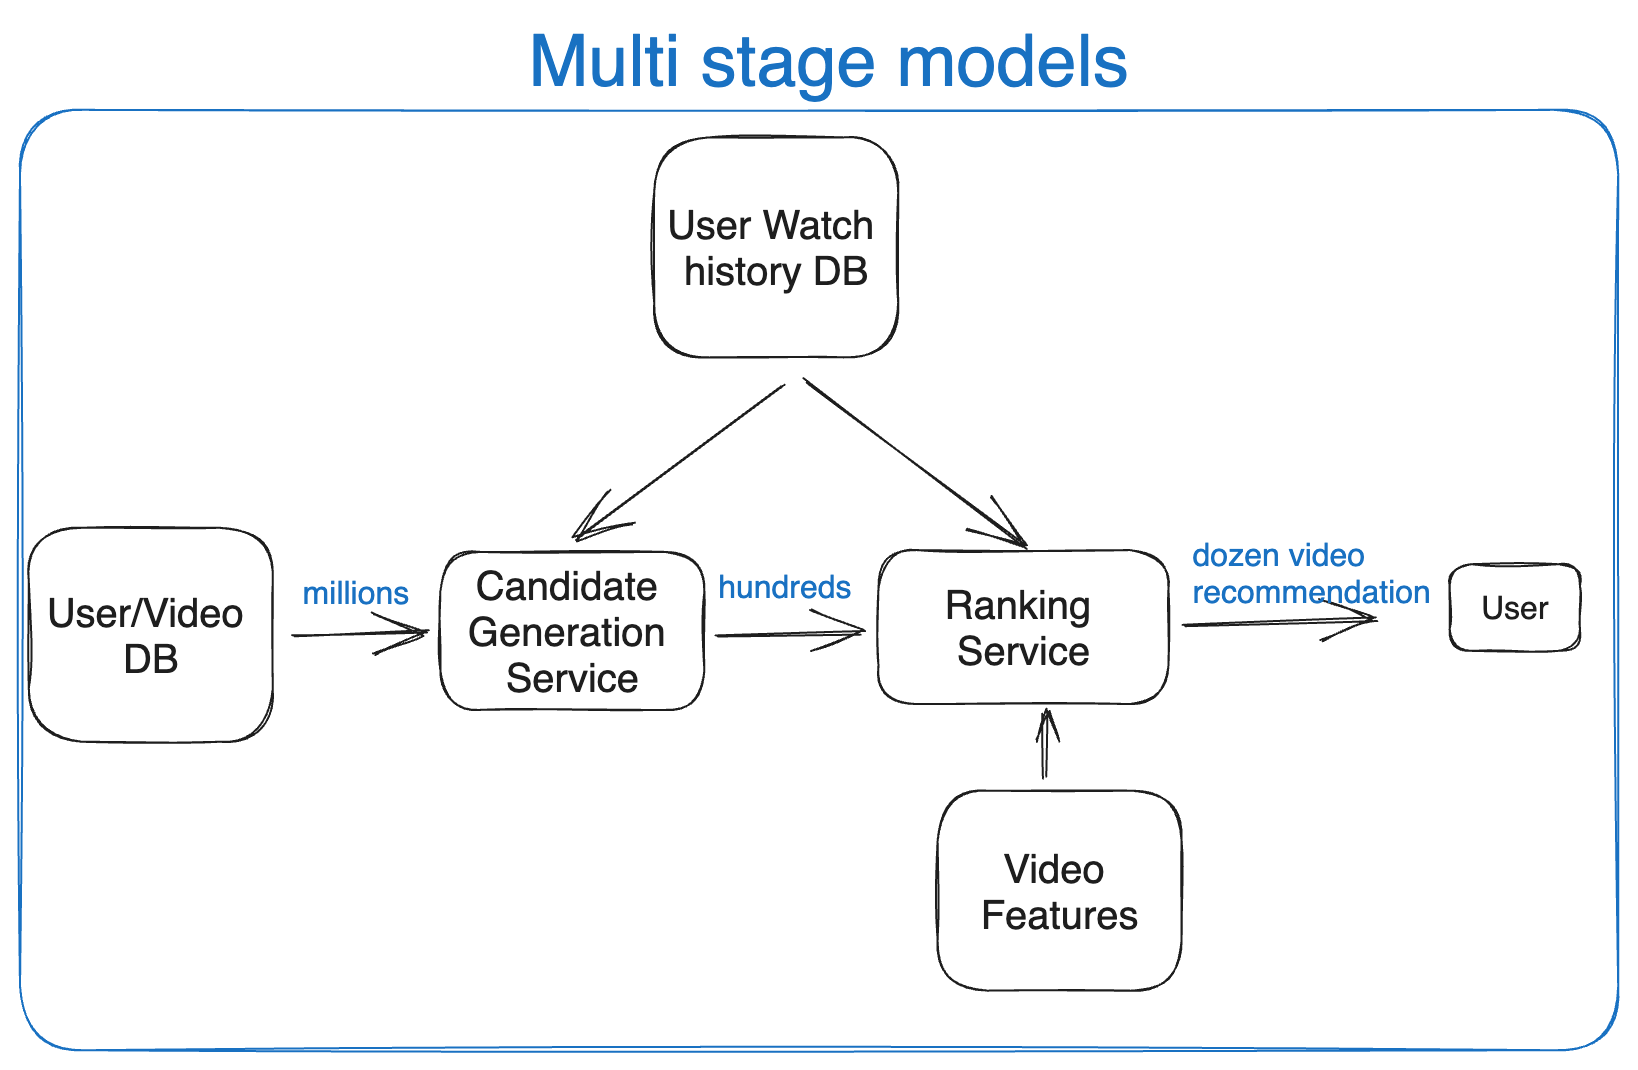 Multi stage models
User Watch
history DB
User/Video
DB
millions
Candidate
Generation
Service
hundreds
Ranking
Service
dozen video
recommendation
User
Video
Features